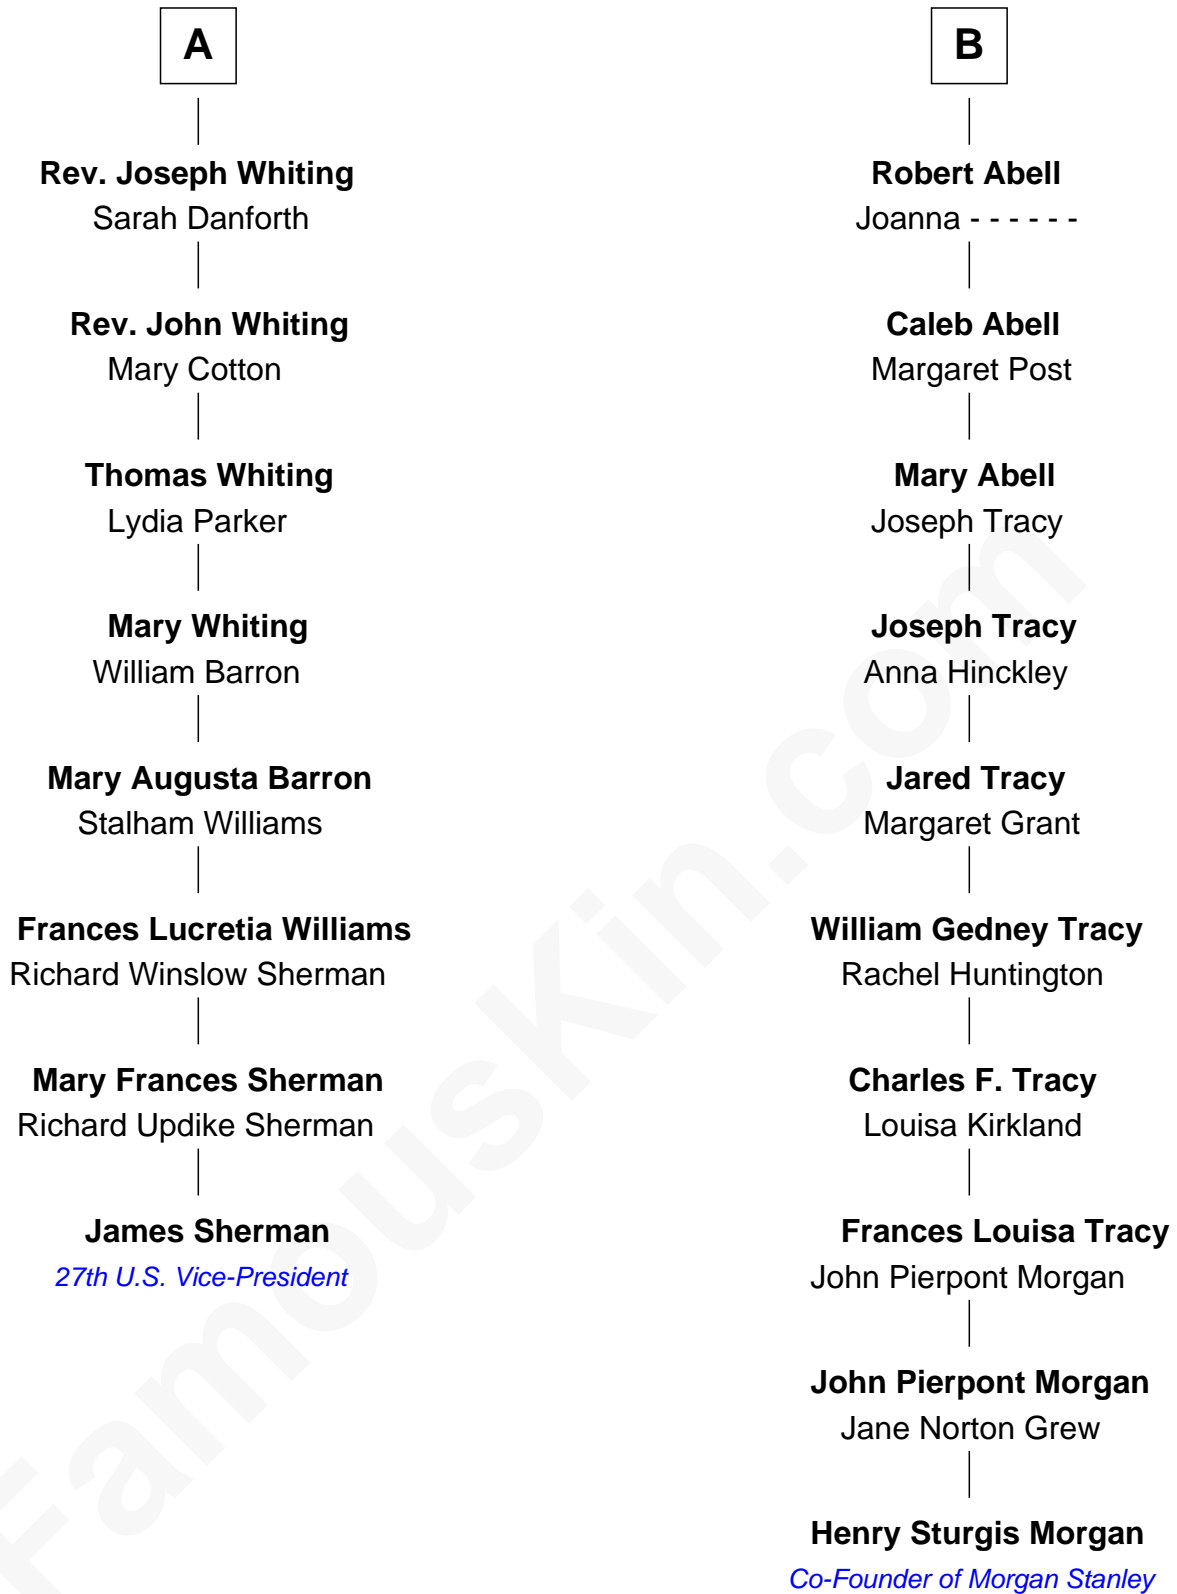 A
Rev. Joseph Whiting
Sarah Danforth
Rev. John Whiting
Mary Cotton
Thomas Whiting
Lydia Parker
Mary Whiting
William Barron
Mary Augusta Barron
Stalham Williams
Frances Lucretia Williams
Richard Winslow Sherman
Mary Frances Sherman
Richard Updike Sherman
James Sherman
27th U.S. Vice-President
B
Robert Abell
Joanna - - - - - -
Caleb Abell
Margaret Post
Mary Abell
Joseph Tracy
Joseph Tracy
Anna Hinckley
Jared Tracy
Margaret Grant
William Gedney Tracy
Rachel Huntington
Charles F. Tracy
Louisa Kirkland
Frances Louisa Tracy
John Pierpont Morgan
John Pierpont Morgan
Jane Norton Grew
Henry Sturgis Morgan
Co-Founder of Morgan Stanley
FamousKin.com